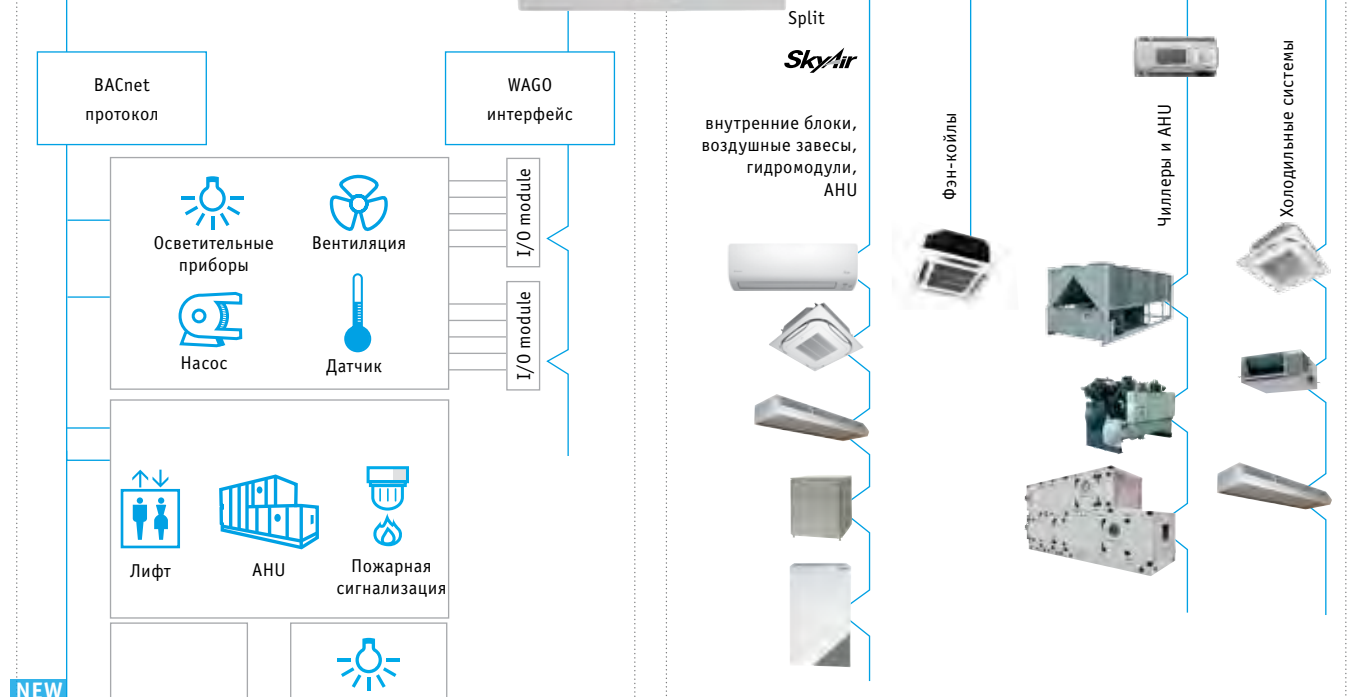 BACnet
протокол
WAGO
интерфейс
Осветительные
приборы
Вентиляция
Насос
Датчик
I/O module
I/O module
Лифт
AHU
Пожарная
сигнализация
NEW
Split
SkyAir
внутренние блоки,
воздушные завесы,
гидромодули,
AHU
Фэн-койлы
Чиллеры и AHU
Холодильные системы